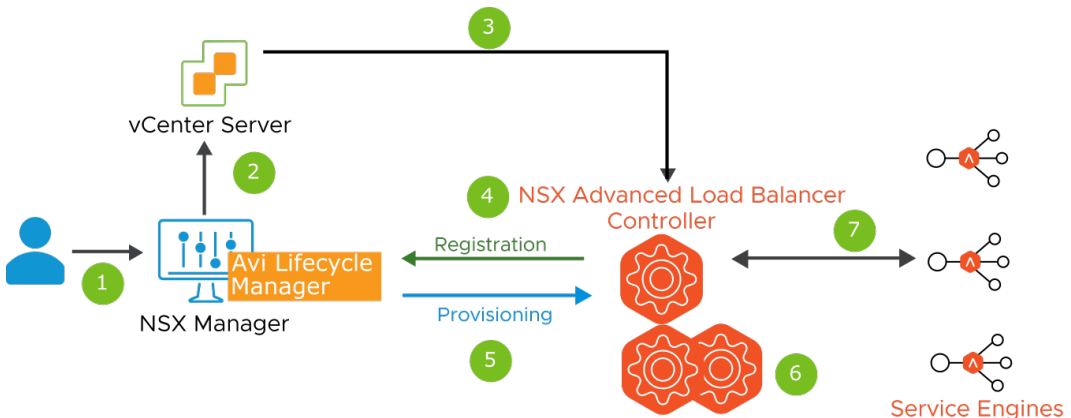 3
vCenter Server
2
4
NSX Advanced Load Balancer
Controller
Registration
7
1
Avi Lifecycle
Manager
NSX Manager
Provisioning
5
6
Service Engines